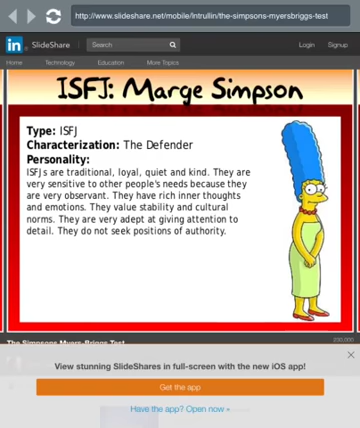 http://www.slideshare.net/mobile/lntrullin/the-simpsons-myersbriggs-test
in SlideShare Search Login Signup
Home Technology Education More Topics
ISFJ: Marge Simpson
Type: ISFJ
Characterization: The Defender
Personality:
ISFJs are traditional, loyal, quiet and kind. They are
very sensitive to other people's needs because they
are very observant. They have rich inner thoughts
and emotions. They value stability and cultural
norms. They are very adept at giving attention to
detail. They do not seek positions of authority.
The Simpsons Myers-Briggs Test
View stunning SlideShares in full-screen with the new iOS app!
Get the app
Have the app? Open now